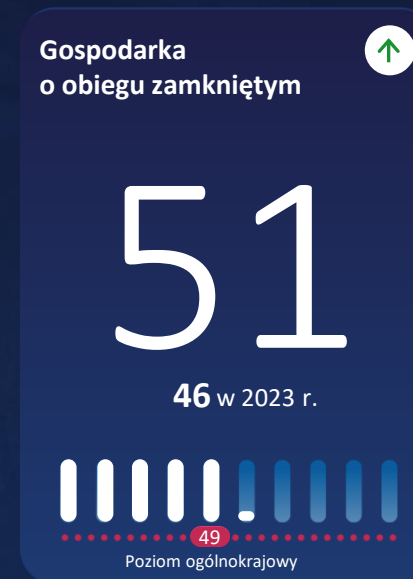 Gospodarka
o obiegu zamkniętym
51
46 w 2023 r.
49
Poziom ogólnokrajowy